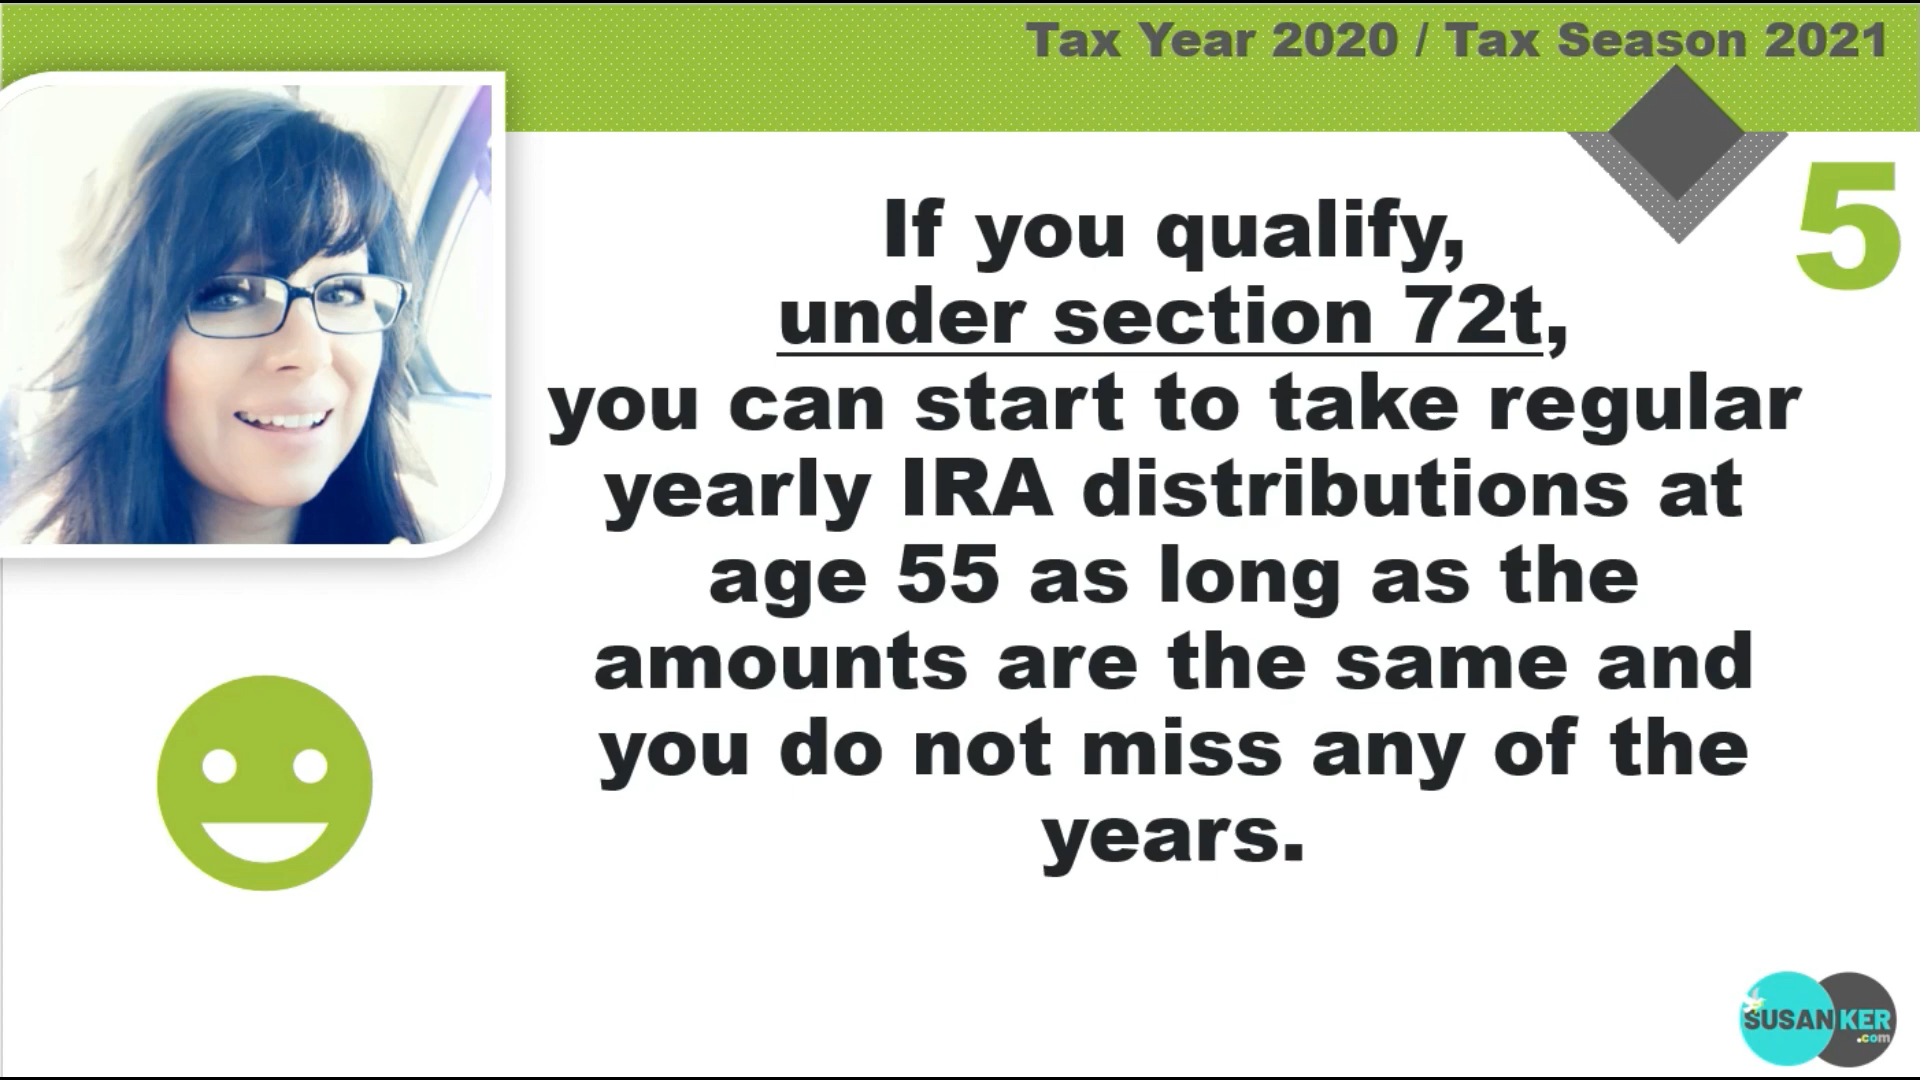 Tax Year 2020 / Tax Season 2021
5
If you qualify,
under section 72t,
you can start to take regular
yearly IRA distributions at
age 55 as long as the
amounts are the same and
you do not miss any of the
years.
SUSAN KER
.com